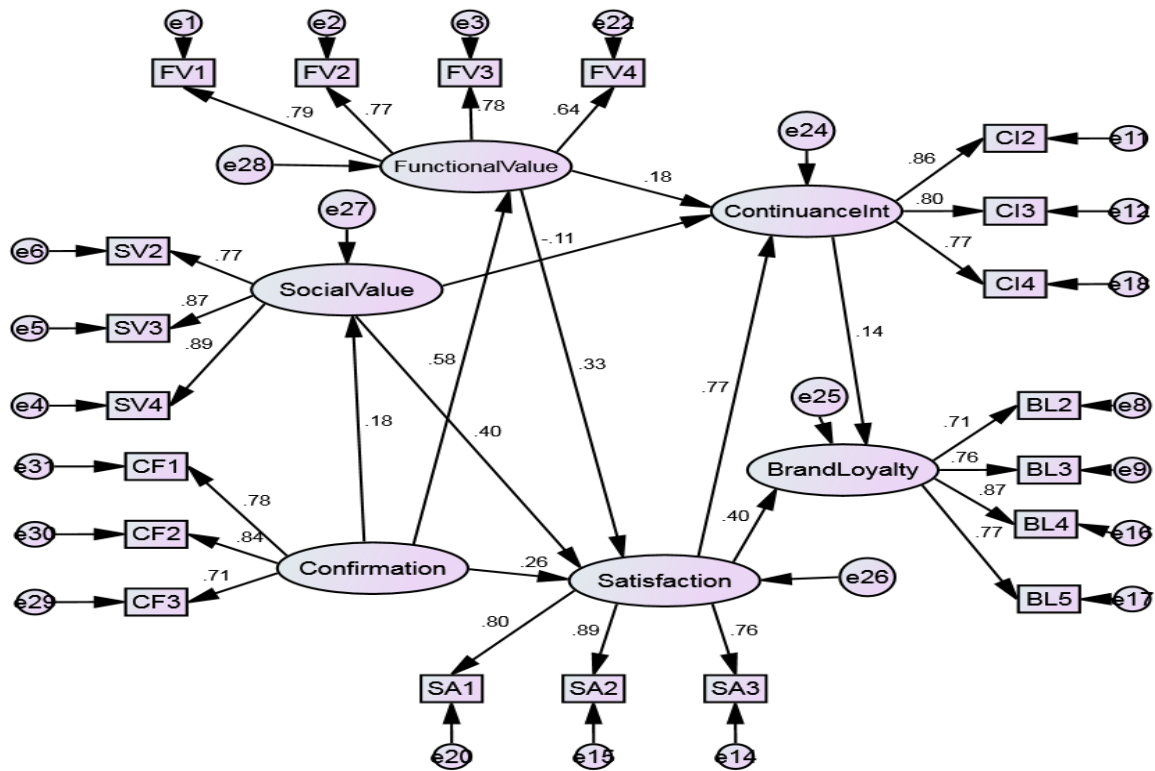 e1 e2 e3 e22
FV1 FV2 FV3 FV4
.79 .77 .78 .64
e24
CI2 e11
e28 FunctionalValue
.86
.18
e27
ContinuanceInt .80 CI3 e12
e6 SV2
.77
-.11
.77
SocialValue
CI4 e18
e5 SV3 .87
.89
.58 .33 .14
.77
e4 SV4
.18 .40
e25
BL2 e8
.71
e31 CF1
BrandLoyalty .76 BL3 e9
.78
.87
.40
BL4 e16
e30 CF2 .84
.77
Confirmation .26 Satisfaction e26
.71
e29 CF3
BL5 e17
.80 .89 .76
SA1 SA2 SA3
e20 e15 e14